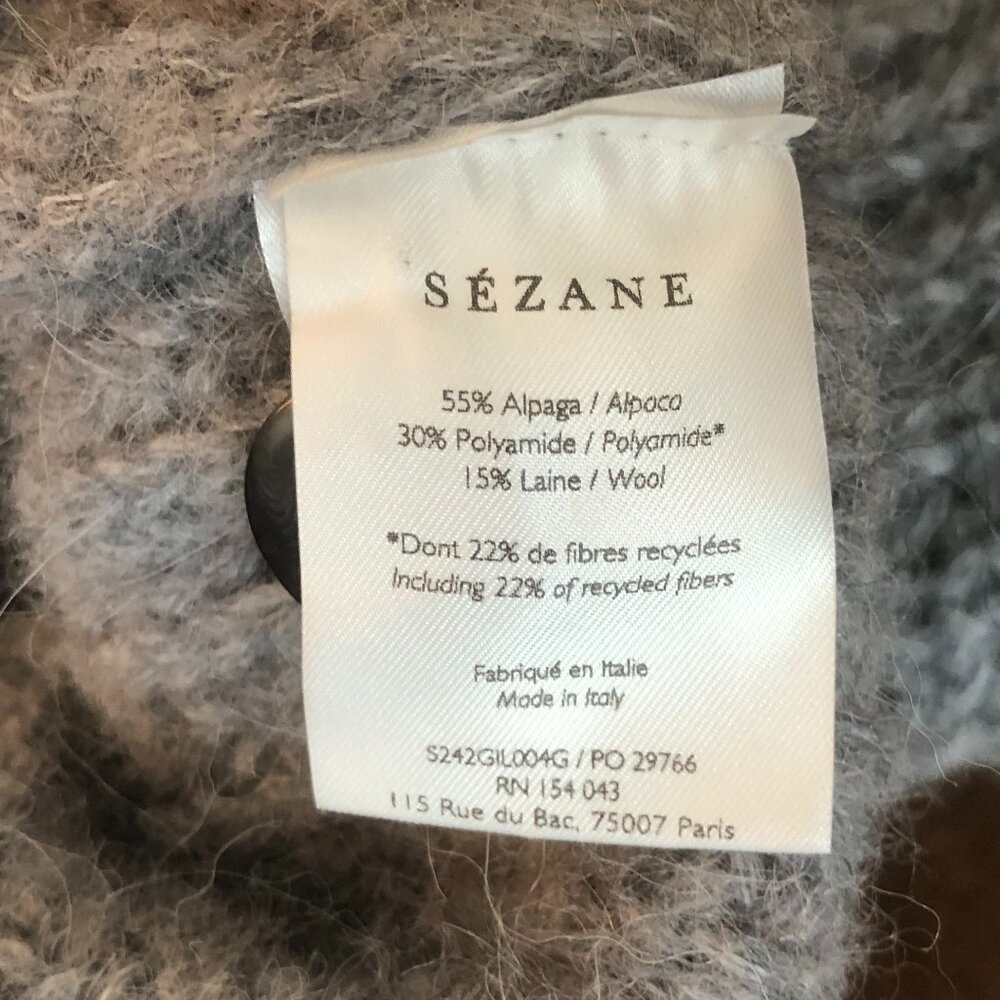 SÉZANE
55% Alpaga / Alpaca
30% Polyamide / Polyamide*
15% Laine / Wool
*Dont 22% de fibres recyclées
Including 22% of recycled fibers
Fabriqué en Italie
Made in Italy
S242GIL004G / PO 29766
RN 154 043
115 Rue du Bac, 75007 Paris